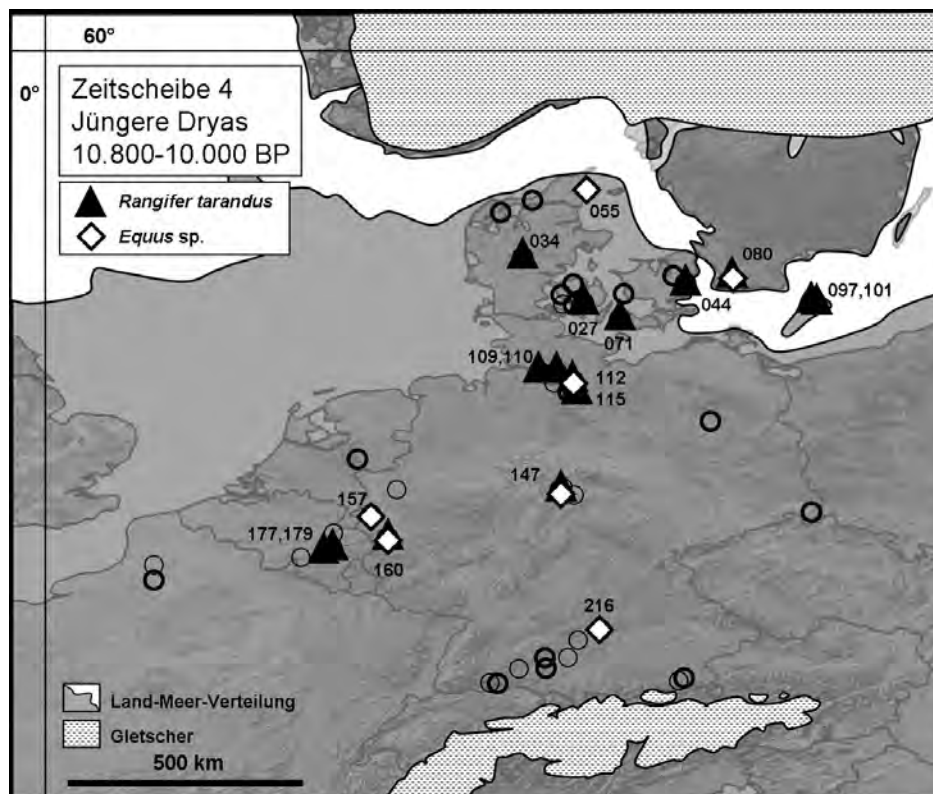 60°
0°
Zeitscheibe 4
Jüngere Dryas
10.800-10.000 BP
Rangifer tarandus
Equus sp.
055
034
080
044
097,101
027
071
109,110
112
115
147
157
177,179
160
216
Land-Meer-Verteilung
Gletscher
500 km